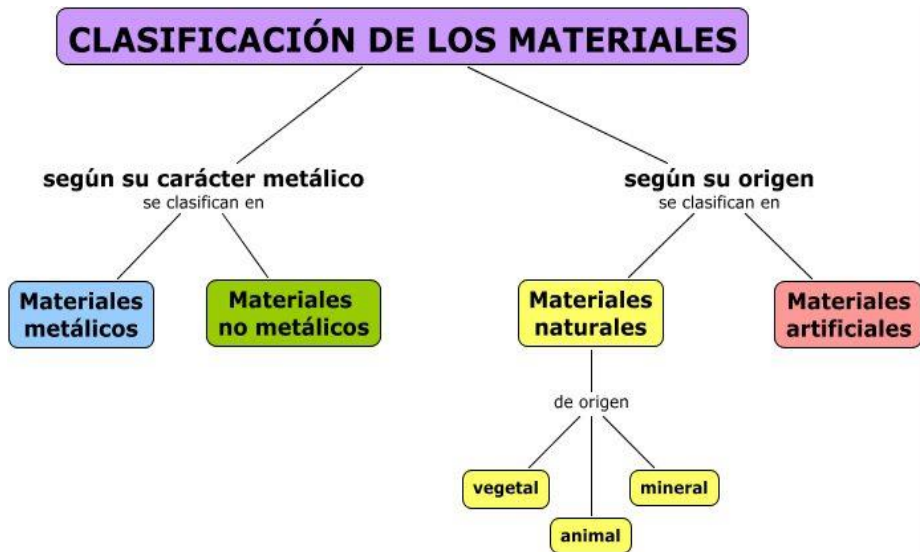 CLASIFICACIÓN DE LOS MATERIALES
según su carácter metálico
se clasifican en
según su origen
se clasifican en
Materiales
metálicos
Materiales
no metálicos
Materiales
naturales
Materiales
artificiales
de origen
vegetal
animal
mineral